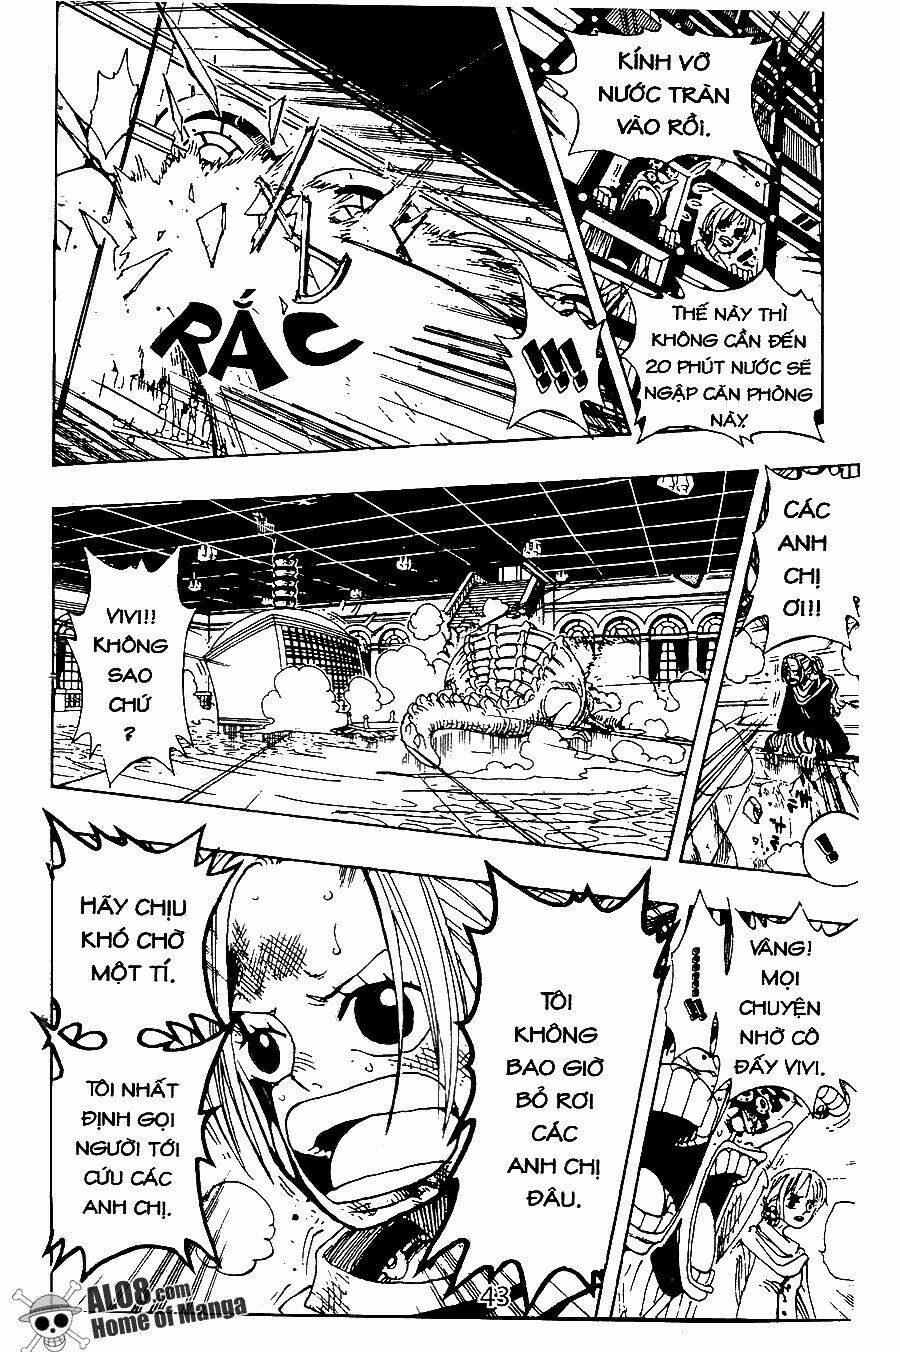 KÍNH VỠ
NƯỚC TRÀN
VÀO RỒI.
THẾ NÀY THÌ
KHÔNG CẦN ĐẾN
20 PHÚT NƯỚC SẼ
NGẬP CĂN PHÒNG
NÀY.
!!!
RẮC
CÁC
ANH
CHỊ
ƠI!!!
!!
VIVI!!
KHÔNG
SAO
CHỨ
?
VÂNG!
MỌI
CHUYỆN
NHỜ CÔ
ĐẤY VIVI.
......!!
TÔI
KHÔNG
BAO GIỜ
BỎ RƠI
CÁC
ANH CHỊ
ĐÂU.
HÃY CHỊU
KHÓ CHỜ
MỘT TÍ.
TÔI NHẤT
ĐỊNH GỌI
NGƯỜI TỚI
CỨU CÁC
ANH CHỊ.
43
ALO8.com
Home of Manga